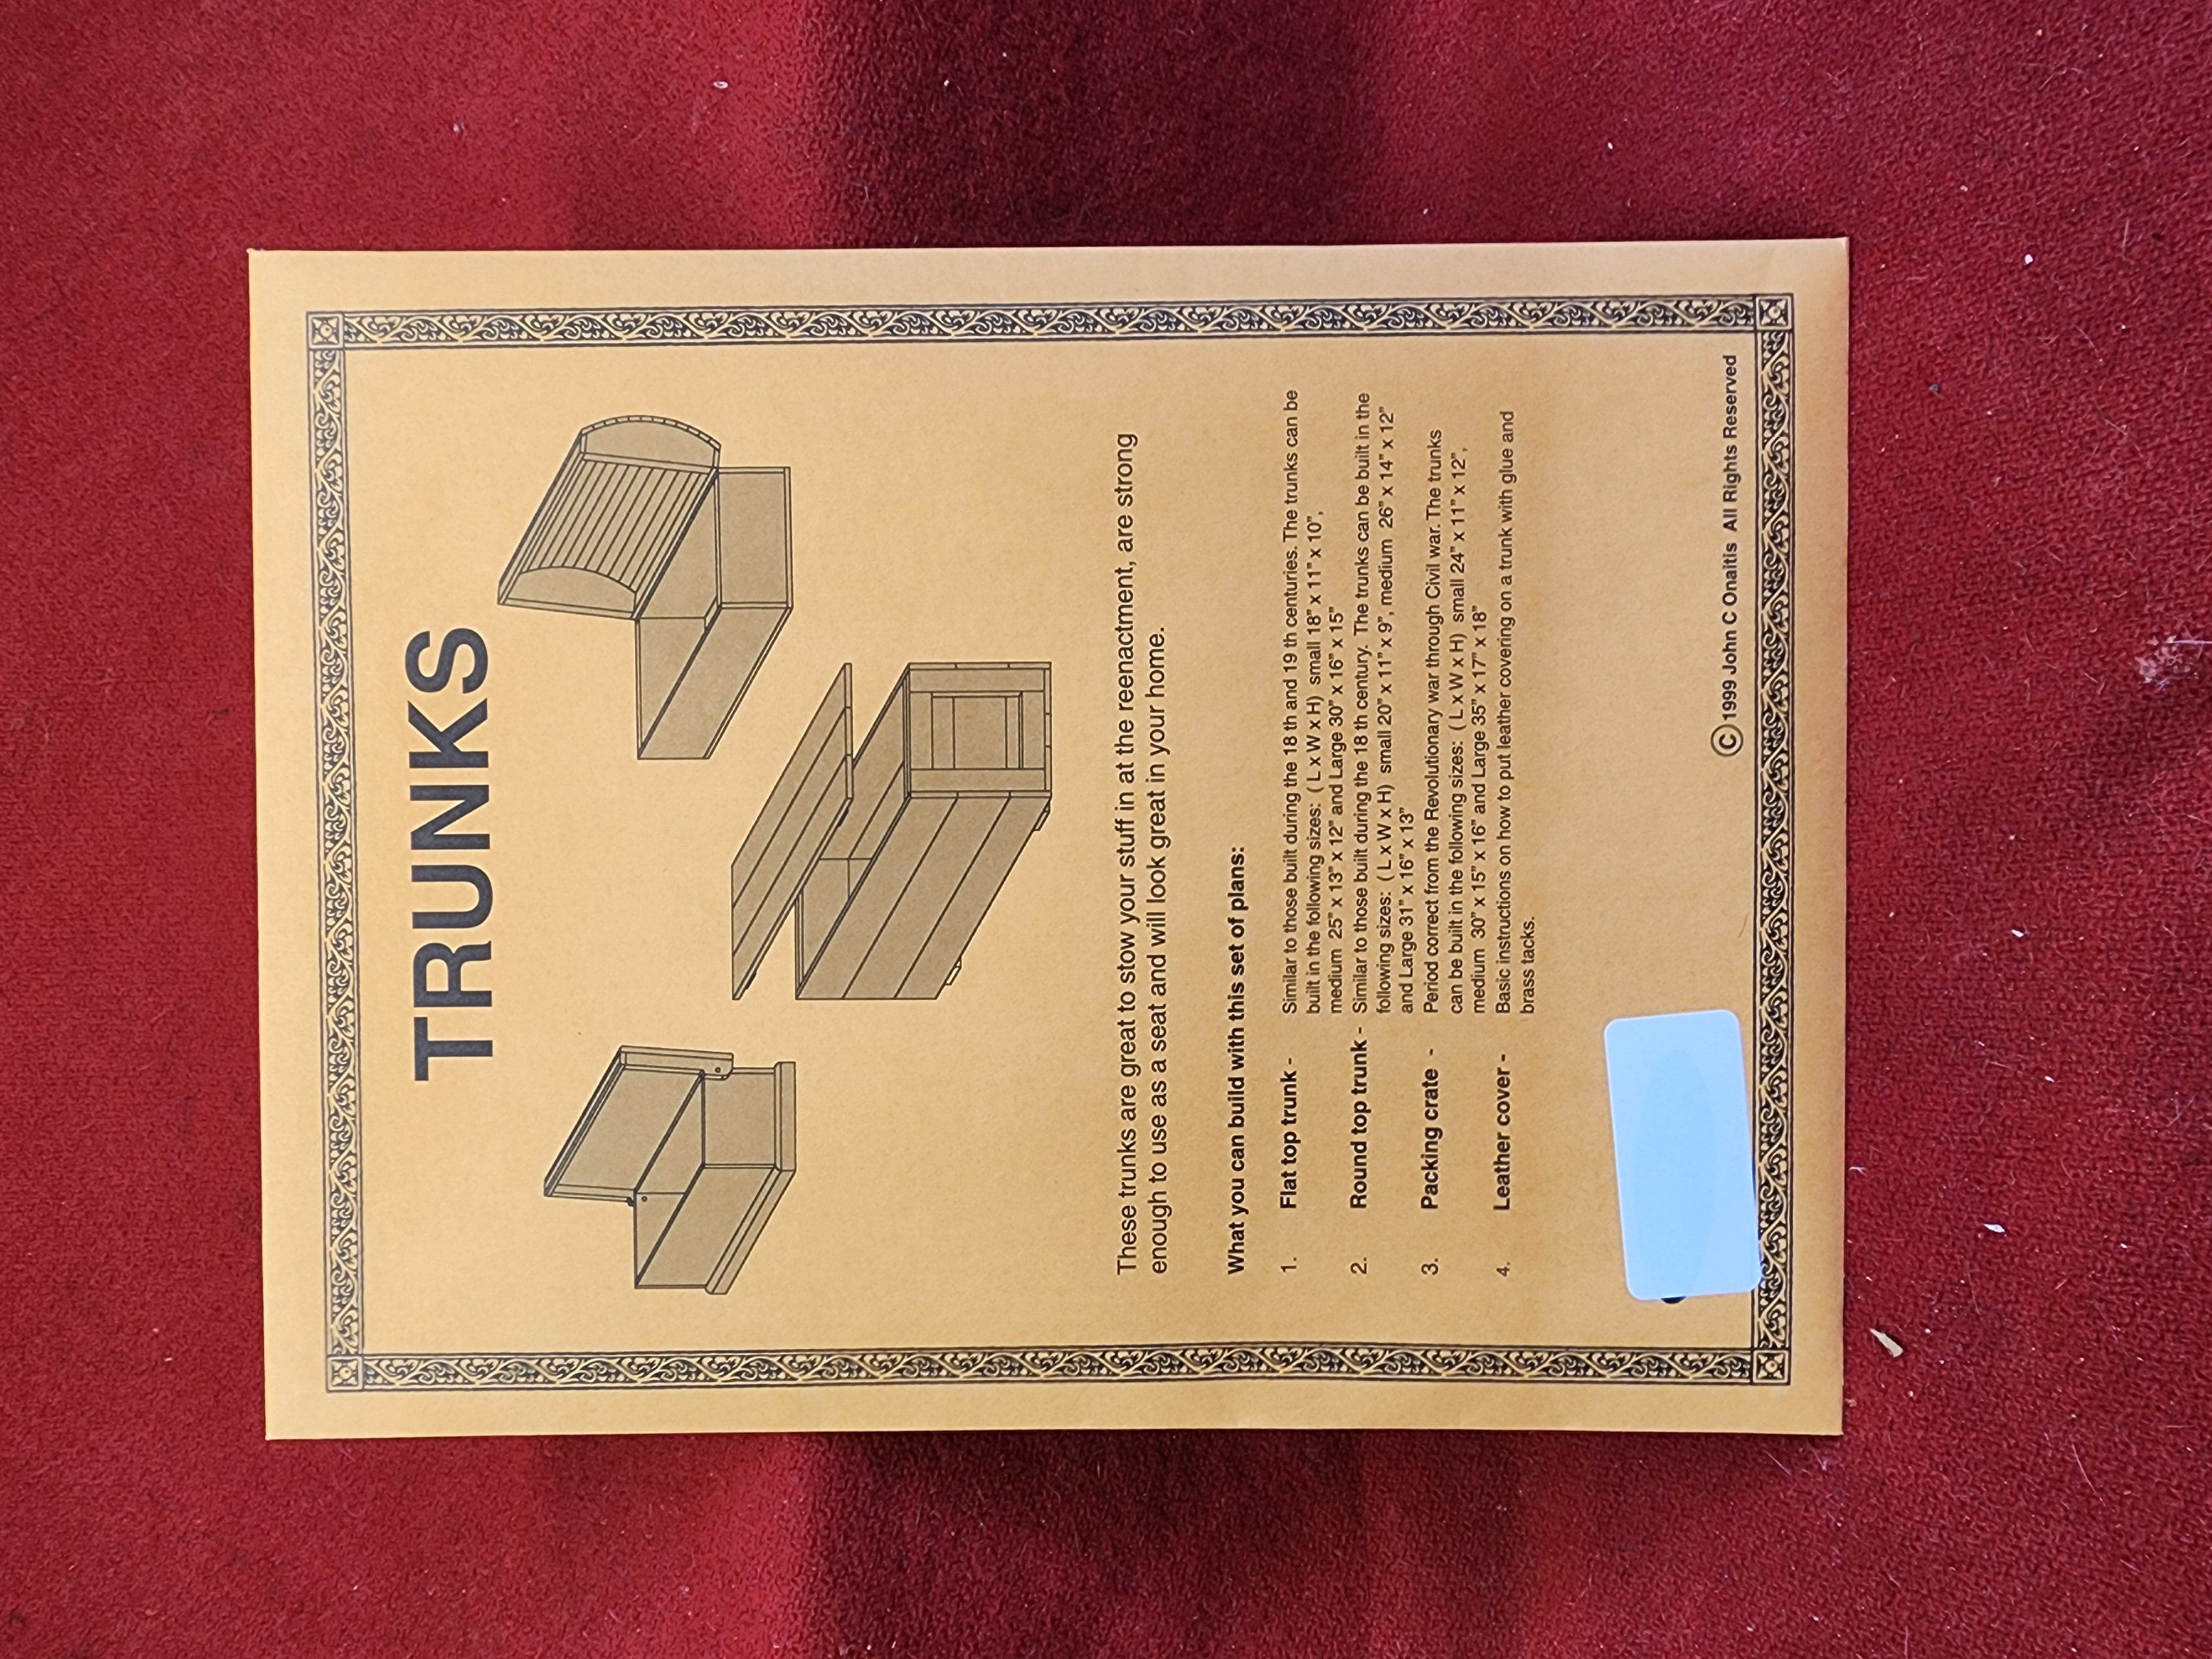 TRUNKS
These trunks are great to stow your stuff in at the reenactment, are strong
enough to use as a seat and will look great in your home.
What you can build with this set of plans:
1. Flat top trunk - Similar to those built during the 18 th and 19 th centuries. The trunks can be
built in the following sizes: ( L x W x H) small 18" x 11" x 10",
medium 25" x 13" x 12" and Large 30" x 16" x 15"
2. Round top trunk - Similar to those built during the 18 th century. The trunks can be built in the
following sizes: ( L x W x H) small 20" x 11" x 9", medium 26" x 14" x 12"
and Large 31" x 16" x 13"
3. Packing crate - Period correct from the Revolutionary war through Civil war. The trunks
can be built in the following sizes: ( L x W x H) small 24" x 11" x 12",
medium 30" x 15" x 16" and Large 35" x 17" x 18"
4. Leather cover - Basic instructions on how to put leather covering on a trunk with glue and
brass tacks.
©1999 John C Onaitis All Rights Reserved